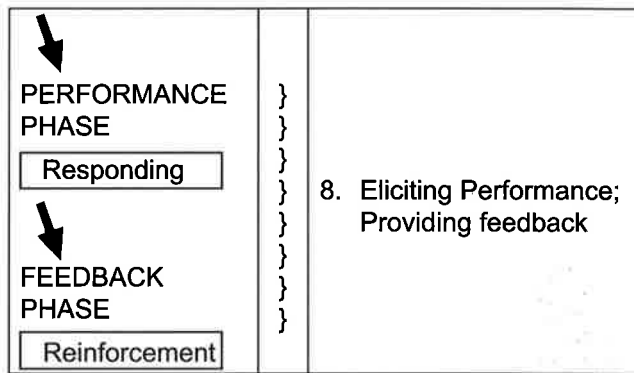 PERFORMANCE
PHASE
Responding
FEEDBACK
PHASE
Reinforcement
}
}
}
}
}
}
}
}
8. Eliciting Performance;
Providing feedback